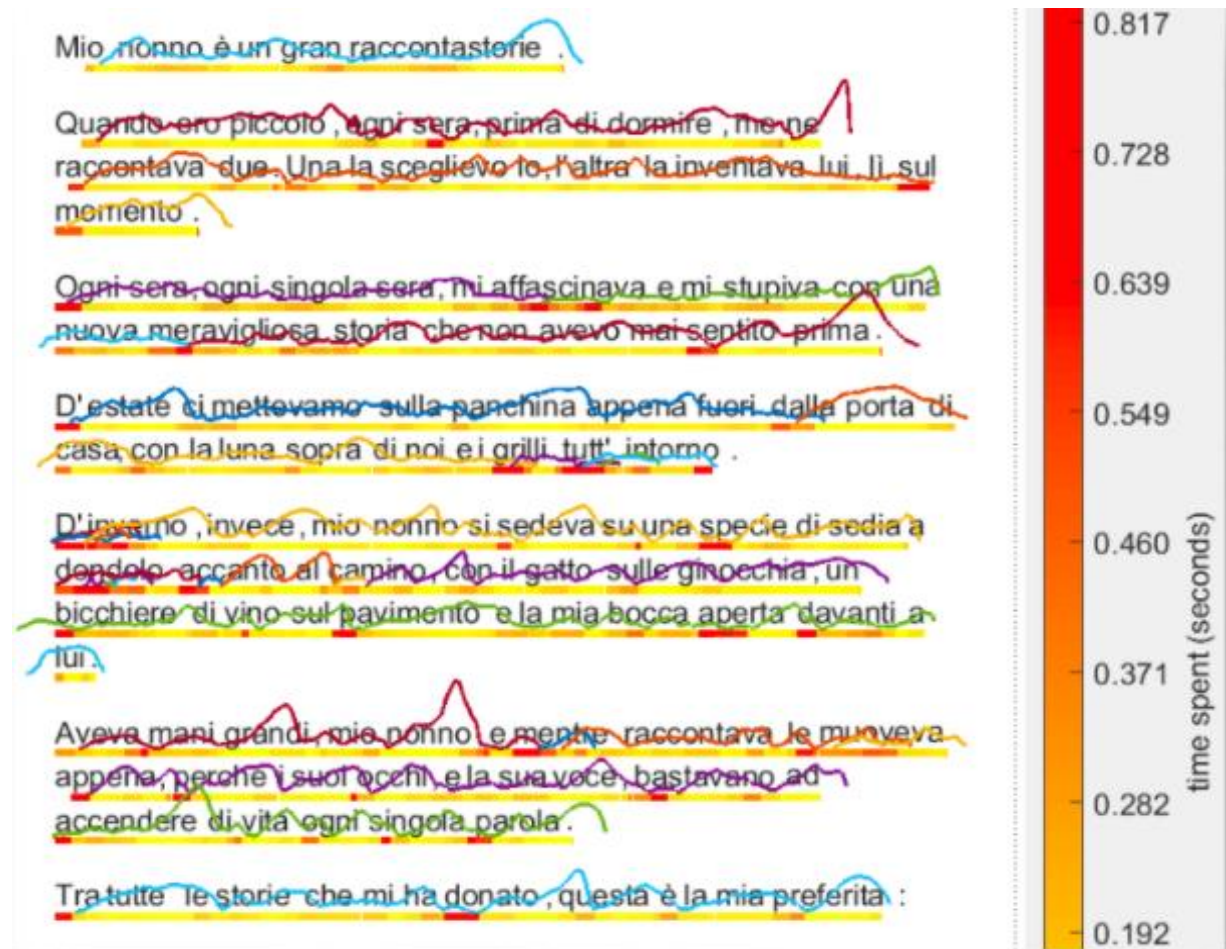 Mio nonno è un gran raccontastorie .
Quando ero piccolo , ogni sera, prima di dormire , me ne
raccontava due. Una la sceglievo io, l'altra la inventava lui, lì sul
momento .
Ogni sera, ogni singola sera, mi affascinava e mi stupiva con una
nuova meravigliosa storia che non avevo mai sentito prima .
D'estate ci mettevamo sulla panchina appena fuori dalla porta di
casa, con la luna sopra di noi e i grilli tutt' intorno .
D'inverno , invece, mio nonno si sedeva su una specie di sedia a
dondolo accanto al camino, con il gatto sulle ginocchia , un
bicchiere di vino sul pavimento e la mia bocca aperta davanti a
lui .
Aveva mani grandi, mio nonno e mentre raccontava le muoveva
appena, perche i suoi occhi e la sua voce, bastavano ad
accendere di vita ogni singola parola .
Tra tutte le storie che mi ha donato , questa è la mia preferita :
0.817
0.728
0.639
0.549
0.460
0.371
0.282
0.192
time spent (seconds)